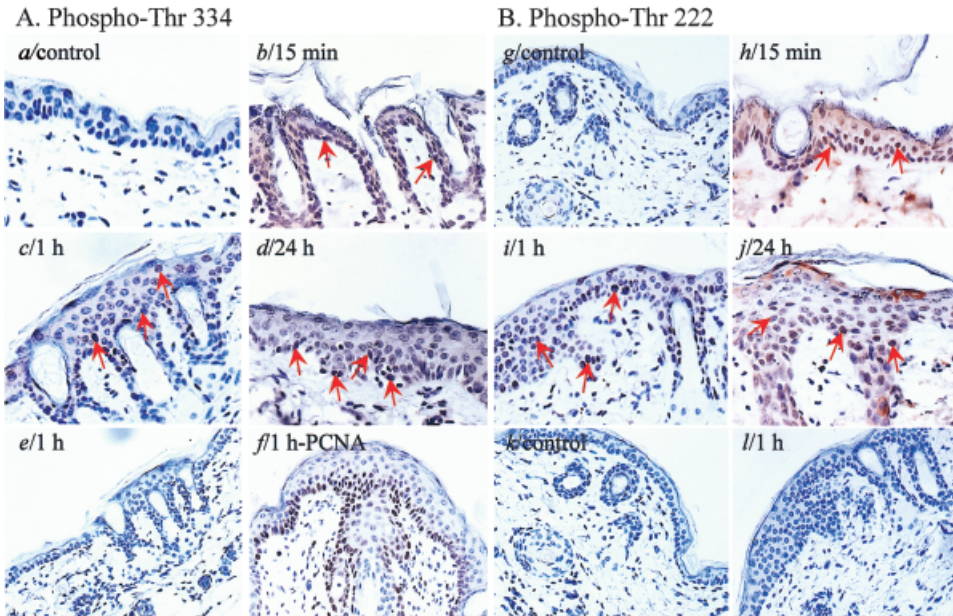 A. Phospho-Thr 334
B. Phospho-Thr 222
a/control
b/15 min
g/control
h/15 min
c/1 h
d/24 h
i/1 h
j/24 h
e/1 h
f/1 h-PCNA
k/control
l/1 h